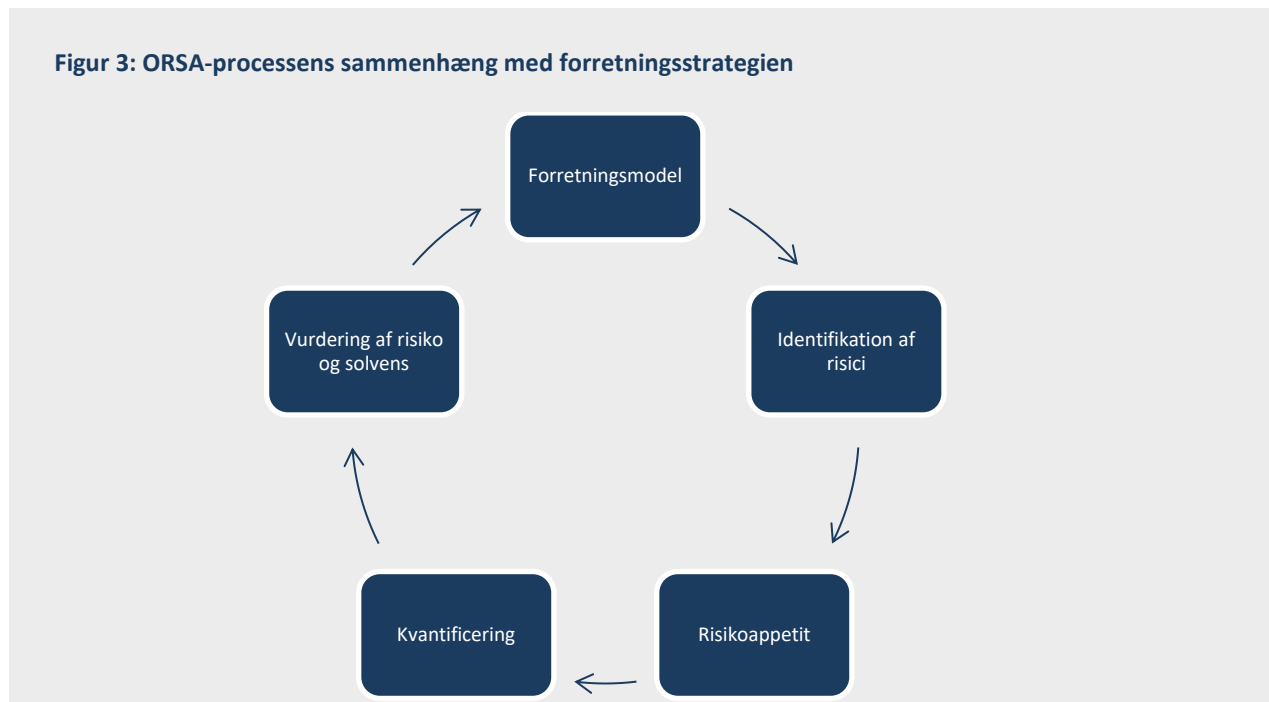 Figur 3: ORSA-processens sammenhæng med forretningsstrategien
Forretningsmodel
Vurdering af risiko
og solvens
Identifikation af
risici
Kvantificering
Risikoappetit